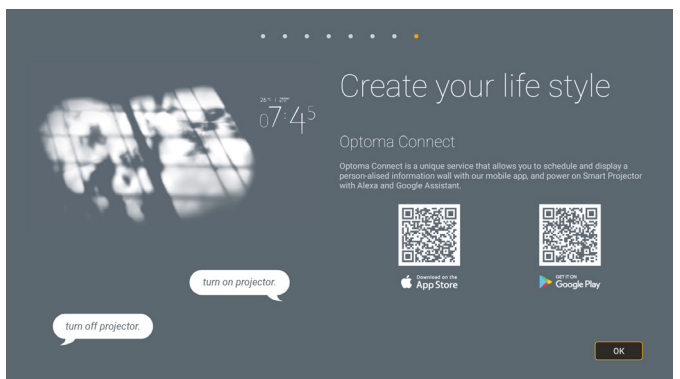 Create your life style
26°c | 25°
07:45
Optoma Connect
Optoma Connect is a unique service that allows you to schedule and display a
person-alised information wall with our mobile app, and power on Smart Projector
with Alexa and Google Assistant.
turn on projector.
Download on the
App Store
GET IT ON
Google Play
turn off projector.
OK